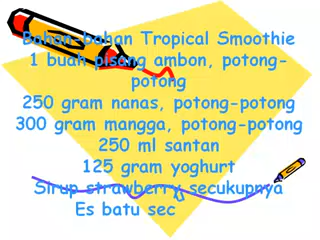 Bahan-bahan Tropical Smoothie
1 buah pisang ambon, potong-
potong
250 gram nanas, potong-potong
300 gram mangga, potong-potong
250 ml santan
125 gram yoghurt
Sirup strawberry secukupnya
Es batu sec